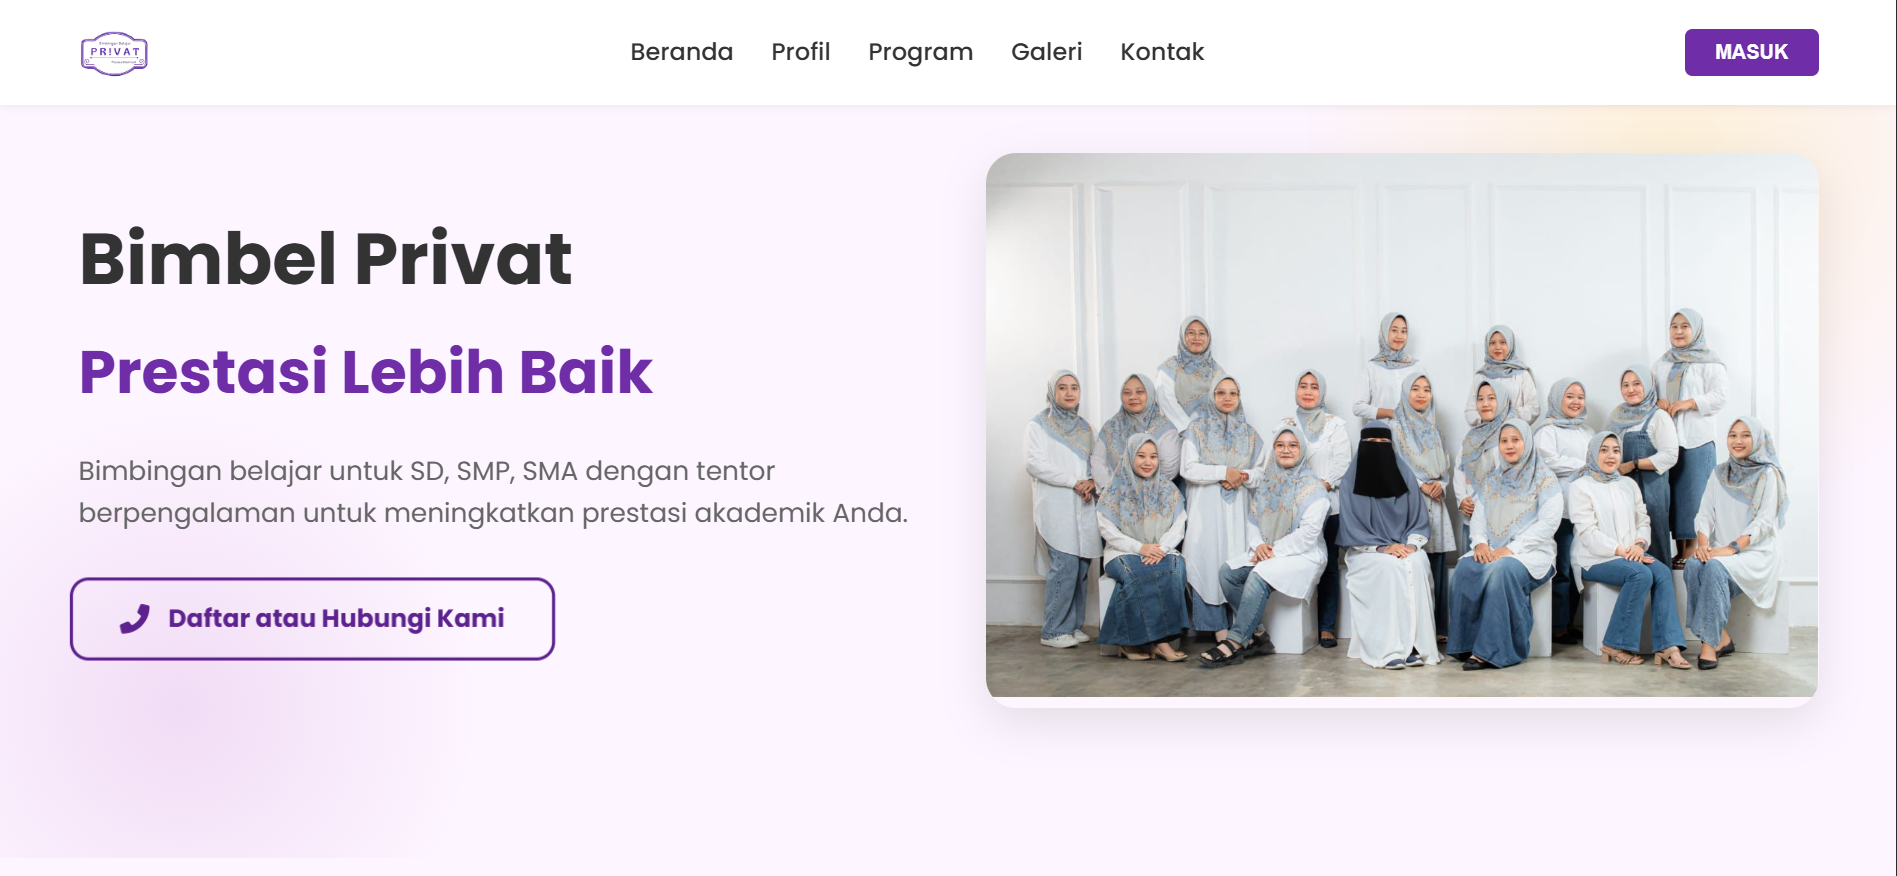 PRIVAT
Beranda
Profil
Program
Galeri
Kontak
MASUK
Bimbel Privat
Prestasi Lebih Baik
Bimbingan belajar untuk SD, SMP, SMA dengan tentor
berpengalaman untuk meningkatkan prestasi akademik Anda.
Daftar atau Hubungi Kami